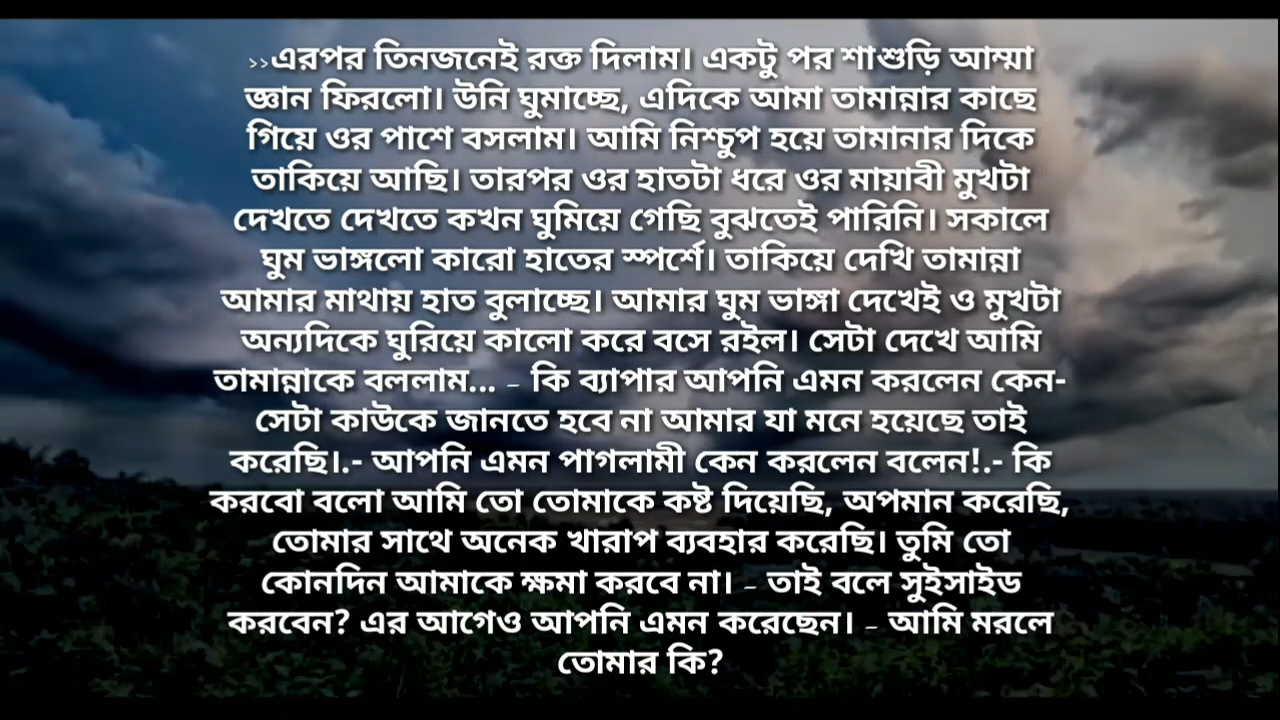 >>এরপর তিনজনেই রক্ত দিলাম। একটু পর শাশুড়ি আম্মা
জ্ঞান ফিরলো। উনি ঘুমাচ্ছে, এদিকে আমা তামান্নার কাছে
গিয়ে ওর পাশে বসলাম। আমি নিশ্চুপ হয়ে তামানার দিকে
তাকিয়ে আছি। তারপর ওর হাতটা ধরে ওর মায়াবী মুখটা
দেখতে দেখতে কখন ঘুমিয়ে গেছি বুঝতেই পারিনি। সকালে
ঘুম ভাঙ্গলো কারো হাতের স্পর্শে। তাকিয়ে দেখি তামান্না
আমার মাথায় হাত বুলাচ্ছে। আমার ঘুম ভাঙ্গা দেখেই ও মুখটা
অন্যদিকে ঘুরিয়ে কালো করে বসে রইল। সেটা দেখে আমি
তামান্নাকে বললাম... – কি ব্যাপার আপনি এমন করলেন কেন-
সেটা কাউকে জানতে হবে না আমার যা মনে হয়েছে তাই
করেছি।.- আপনি এমন পাগলামী কেন করলেন বলেন!.- কি
করবো বলো আমি তো তোমাকে কষ্ট দিয়েছি, অপমান করেছি,
তোমার সাথে অনেক খারাপ ব্যবহার করেছি। তুমি তো
কোনদিন আমাকে ক্ষমা করবে না। – তাই বলে সুইসাইড
করবেন? এর আগেও আপনি এমন করেছেন। – আমি মরলে
তোমার কি?